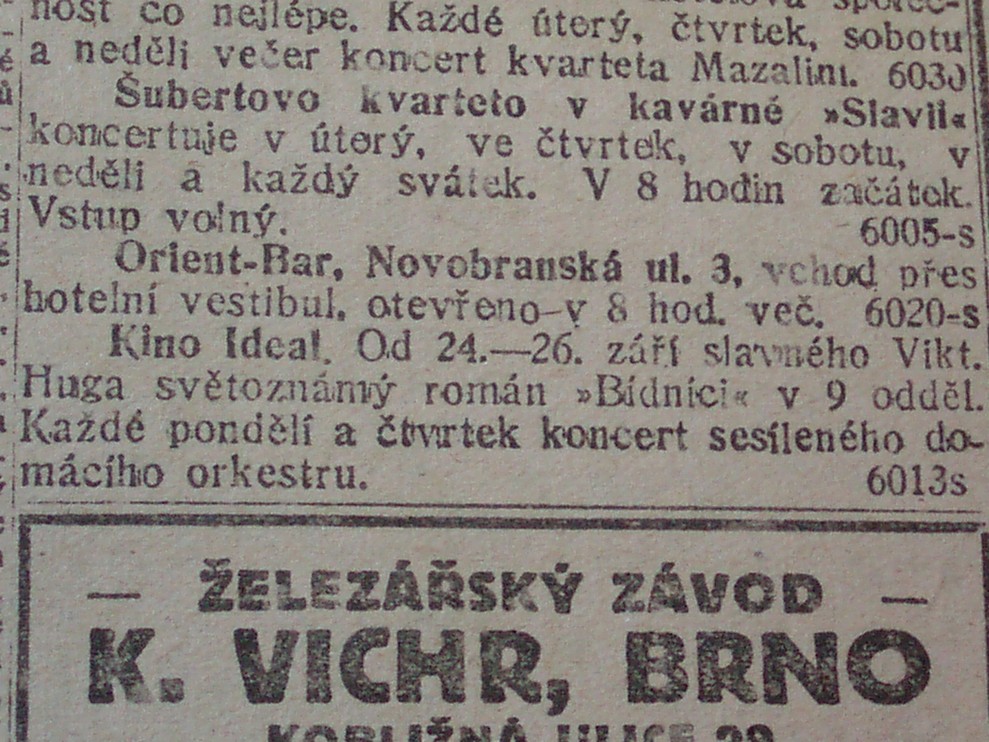 nost co nejlépe. Každé úterý, čtvrtek, sobotu
a neděli večer koncert kvarteta Mazalini. 6030
Šubertovo kvarteto v kavárně »Slavii«
koncertuje v úterý, ve čtvrtek, v sobotu, v
neděli a každý svátek. V 8 hodin začátek.
Vstup volný. 6005-s
Orient-Bar, Novobranská ul. 3, vchod přes
hotelní vestibul. otevřeno v 8 hod. več. 6020-s
Kino Ideal. Od 24.—26. září slavného Vikt.
Huga světoznámý román »Bídníci« v 9 odděl.
Každé pondělí a čtvrtek koncert sesíleného do-
mácího orkestru. 6013s
— ŽELEZÁŘSKÝ ZÁVOD —
K. VICHR, BRNO
KOBLIŽNÁ ULICE